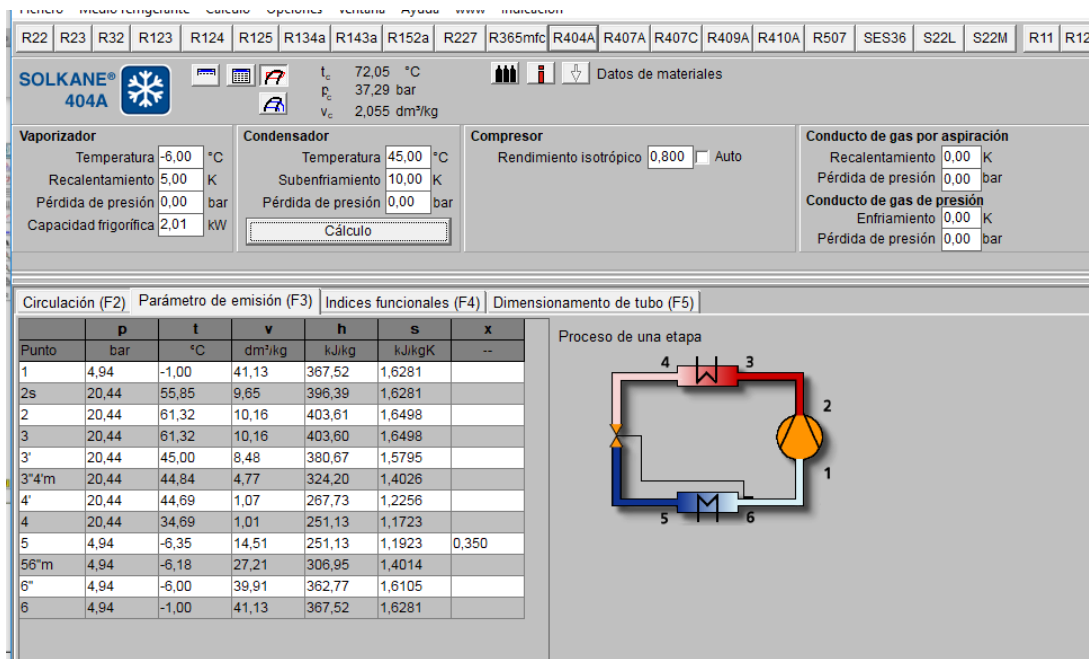 R22 R23 R32 R123 R124 R125 R134a R143a R152a R227 R365mfc R404A R407A R407C R409A R410A R507 SES36 S22L S22M R11 R12
SOLKANE® 404A
tc 72,05 °C
pc 37,29 bar
vc 2,055 dm³/kg
Datos de materiales
Vaporizador
Temperatura -6,00 °C
Recalentamiento 5,00 K
Pérdida de presión 0,00 bar
Capacidad frigorífica 2,01 kW
Condensador
Temperatura 45,00 °C
Subenfriamiento 10,00 K
Pérdida de presión 0,00 bar
Cálculo
Compresor
Rendimiento isotrópico 0,800 Auto
Conducto de gas por aspiración
Recalentamiento 0,00 K
Pérdida de presión 0,00 bar
Conducto de gas de presión
Enfriamiento 0,00 K
Pérdida de presión 0,00 bar
Circulación (F2) Parámetro de emisión (F3) Indices funcionales (F4) Dimensionamento de tubo (F5)
p t v h s x
Punto bar °C dm³/kg kJ/kg kJ/kgK --
1 4,94 -1,00 41,13 367,52 1,6281
2s 20,44 55,85 9,65 396,39 1,6281
2 20,44 61,32 10,16 403,61 1,6498
3 20,44 61,32 10,16 403,60 1,6498
3' 20,44 45,00 8,48 380,67 1,5795
3"4'm 20,44 44,84 4,77 324,20 1,4026
4' 20,44 44,69 1,07 267,73 1,2256
4 20,44 34,69 1,01 251,13 1,1723
5 4,94 -6,35 14,51 251,13 1,1923 0,350
56"m 4,94 -6,18 27,21 306,95 1,4014
6" 4,94 -6,00 39,91 362,77 1,6105
6 4,94 -1,00 41,13 367,52 1,6281
Proceso de una etapa
4 3
2
1
5 6